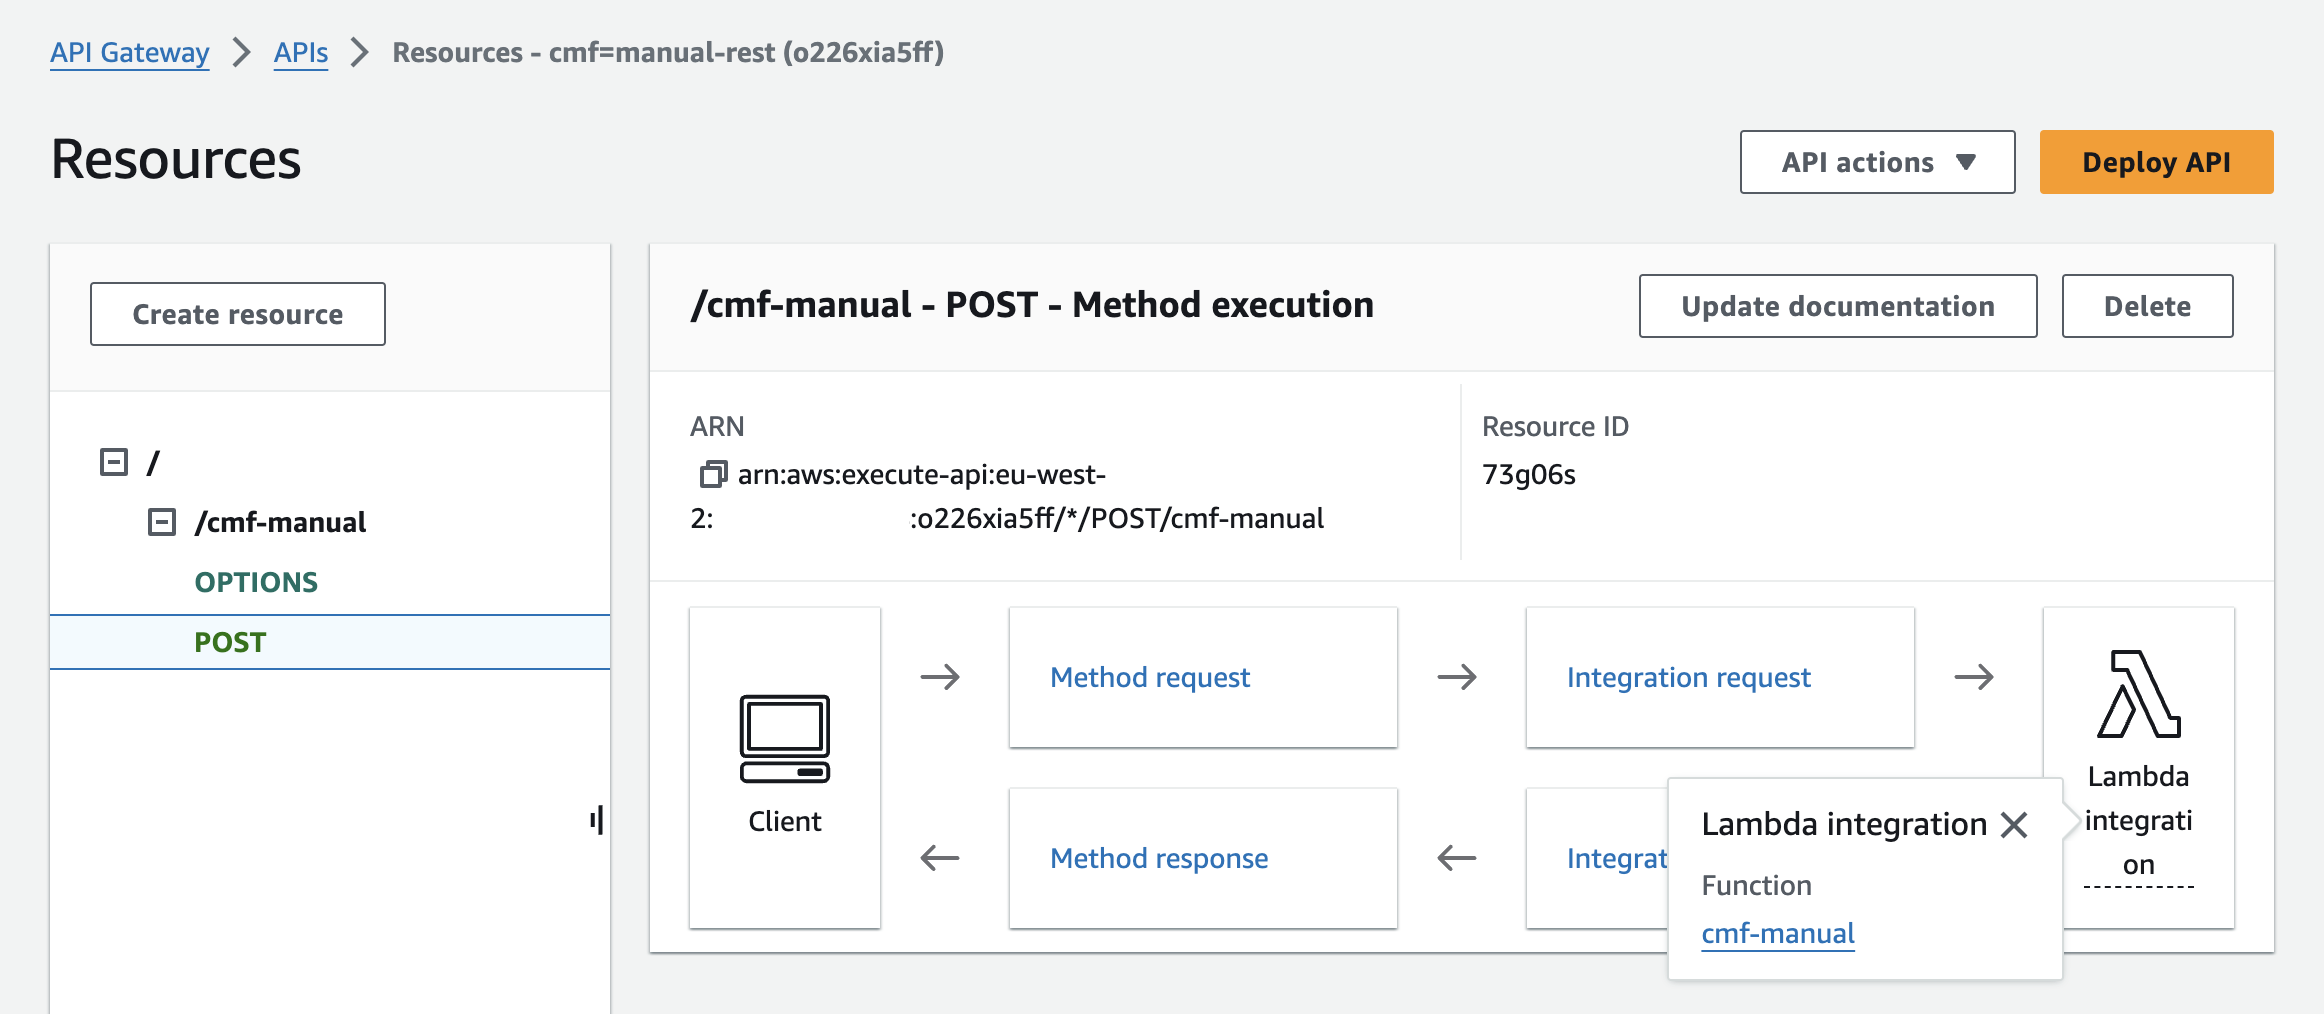 API Gateway > APIs > Resources - cmf=manual-rest (o226xia5ff)
Resources
API actions ▼
Deploy API
Create resource
/
/cmf-manual
OPTIONS
POST
/cmf-manual - POST - Method execution
Update documentation
Delete
ARN
arn:aws:execute-api:eu-west-
2: :o226xia5ff/*/POST/cmf-manual
Resource ID
73g06s
Client
Method request
Integration request
Lambda
integrati
on
Method response
Integrat
Lambda integration
Function
cmf-manual